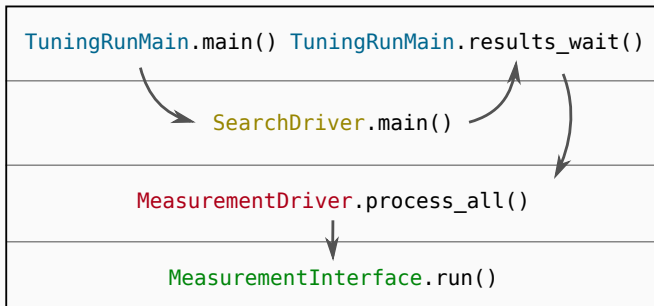 TuningRunMain.main() TuningRunMain.results_wait()
SearchDriver.main()
MeasurementDriver.process_all()
MeasurementInterface.run()